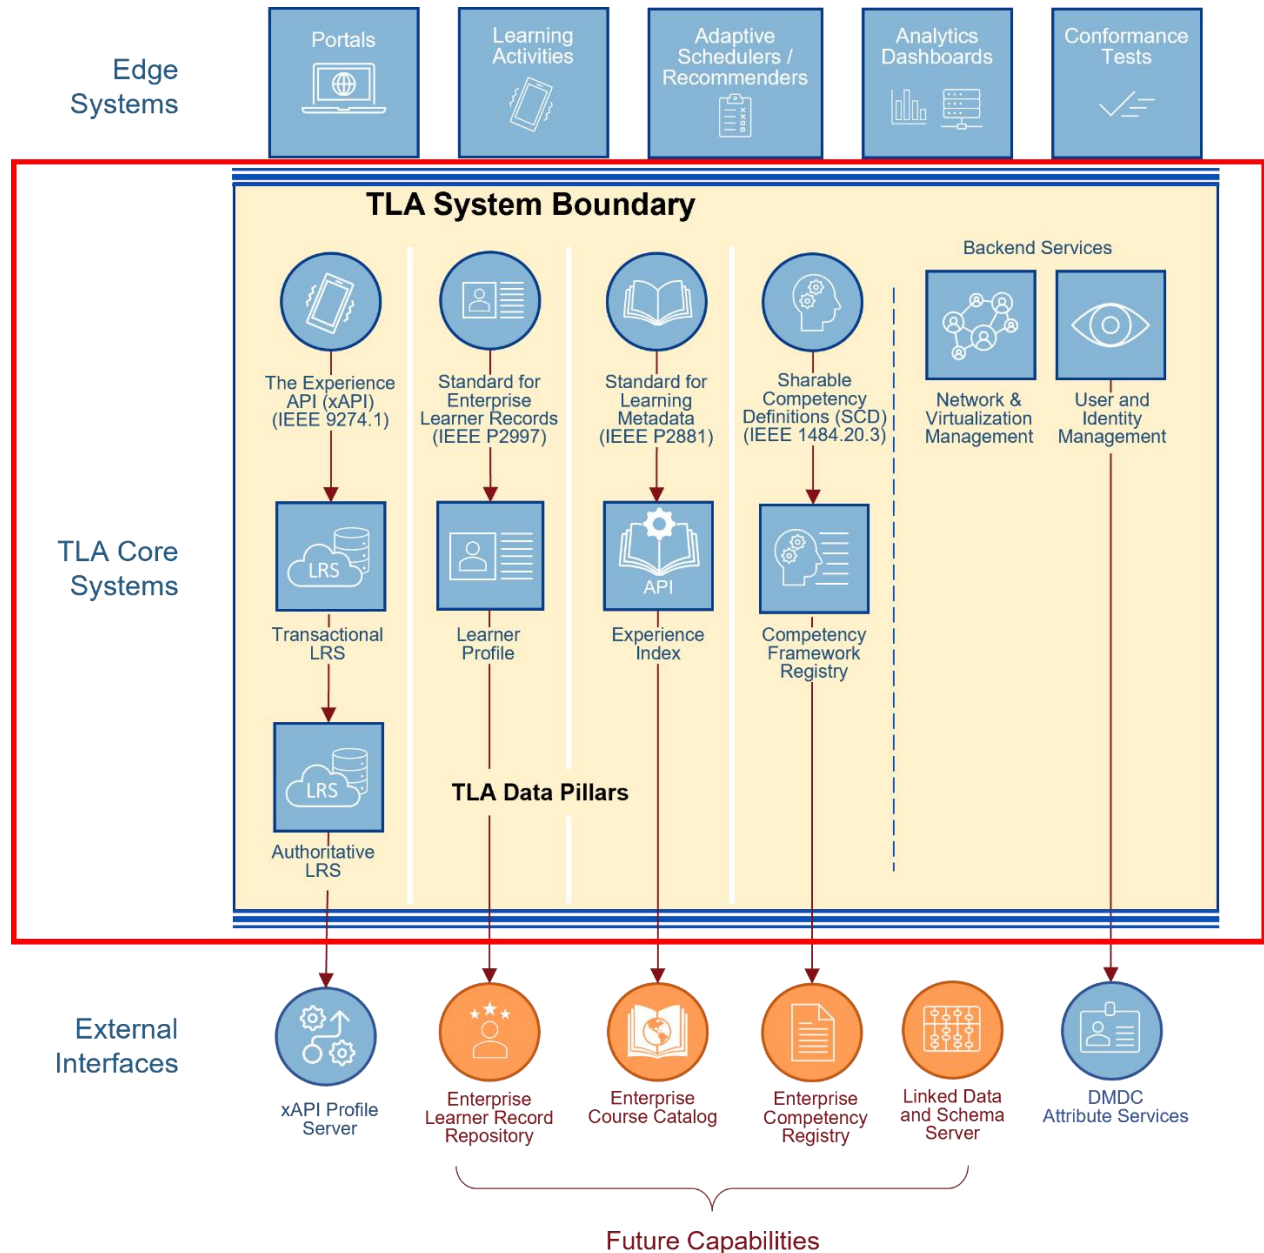 Edge
Systems
Portals
Learning
Activities
Adaptive
Schedulers /
Recommenders
Analytics
Dashboards
Conformance
Tests
TLA System Boundary
Backend Services
The Experience
API (xAPI)
(IEEE 9274.1)
Standard for
Enterprise
Learner Records
(IEEE P2997)
Standard for
Learning
Metadata
(IEEE P2881)
Sharable
Competency
Definitions (SCD)
(IEEE 1484.20.3)
Network &
Virtualization
Management
User and
Identity
Management
TLA Core
Systems
LRS
API
Transactional
LRS
Learner
Profile
Experience
Index
Competency
Framework
Registry
LRS
TLA Data Pillars
Authoritative
LRS
External
Interfaces
xAPI Profile
Server
Enterprise
Learner Record
Repository
Enterprise
Course Catalog
Enterprise
Competency
Registry
Linked Data
and Schema
Server
DMDC
Attribute Services
Future Capabilities